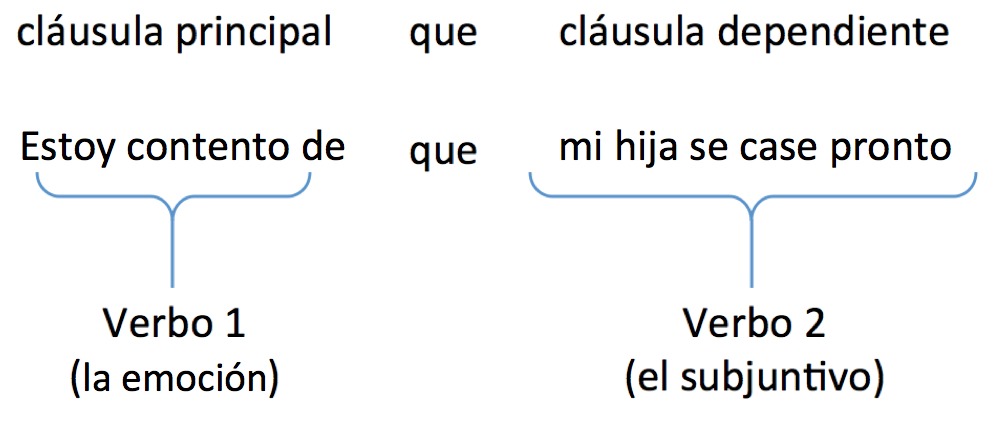 cláusula principal que cláusula dependiente
Estoy contento de que mi hija se case pronto
Verbo 1 Verbo 2
(la emoción) (el subjuntivo)